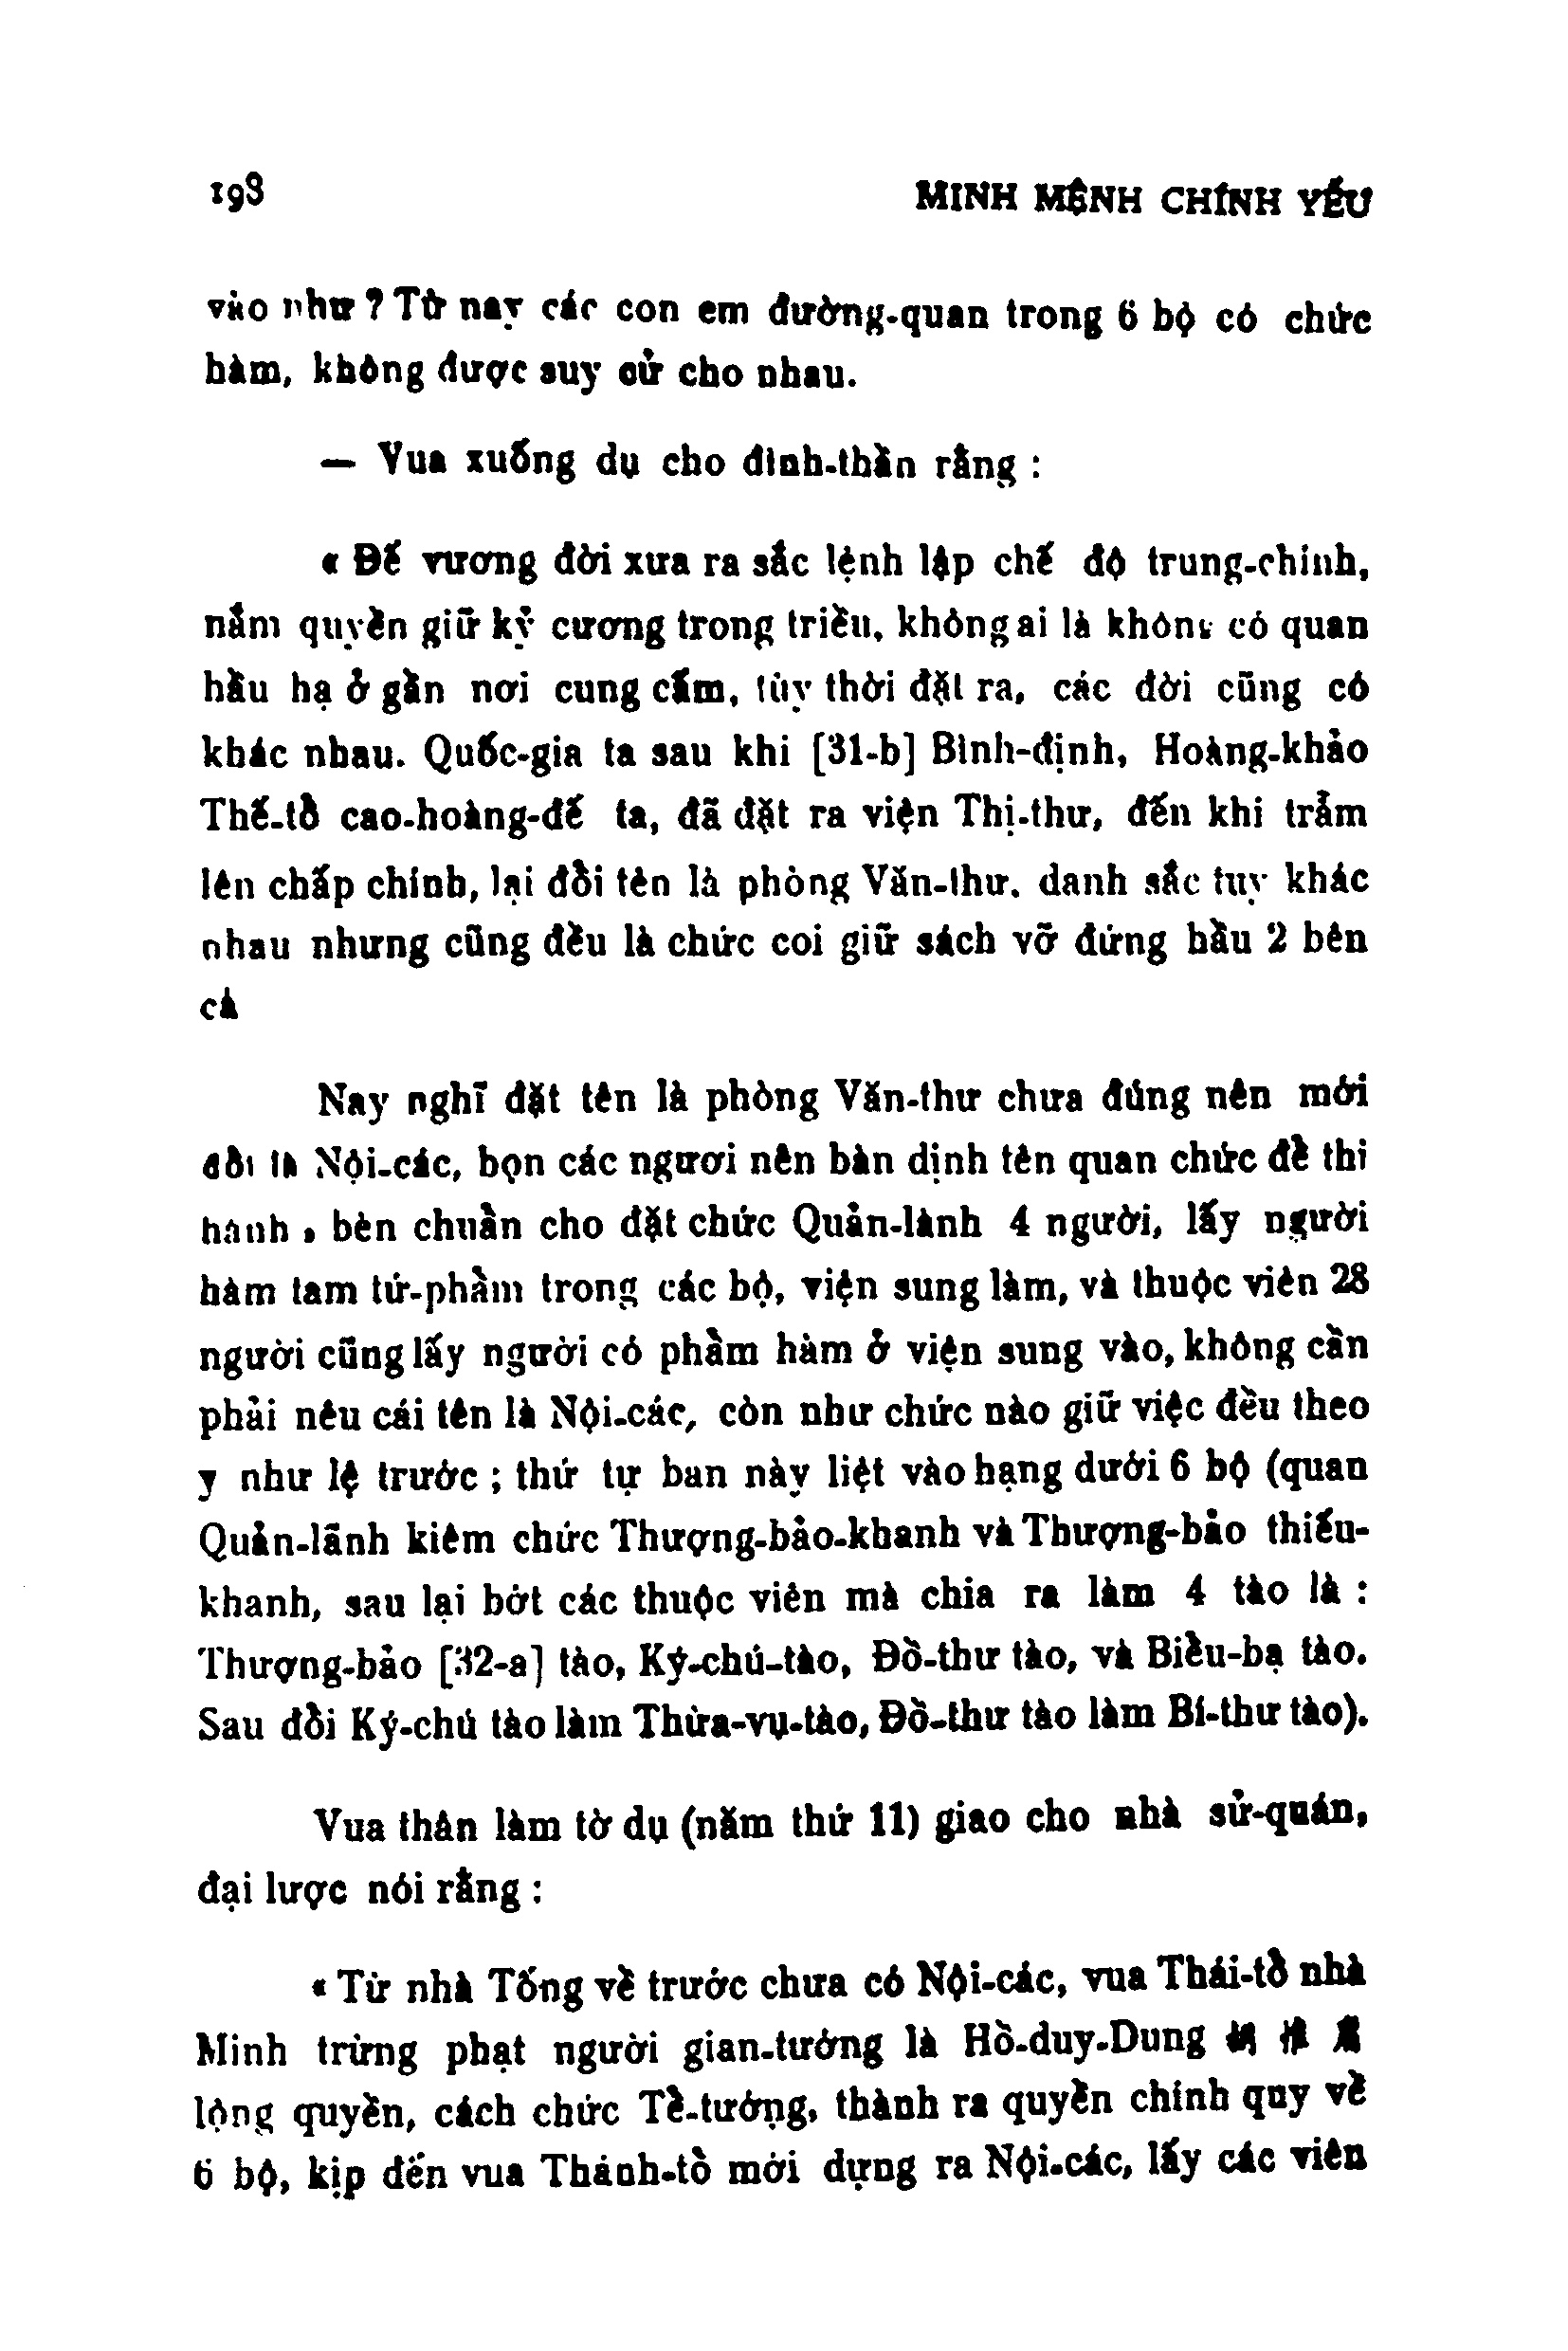 198 MINH MỆNH CHÍNH YẾU
vào như ? Từ nay các con em đường-quan trong 6 bộ có chức
hàm, không được suy cử cho nhau.
— Vua xuống dụ cho đình-thần rằng :
« Đế vương đời xưa ra sắc lệnh lập chế độ trung-chính,
nắm quyền giữ kỷ cương trong triều, không ai là không có quan
hầu hạ ở gần nơi cung cấm, tùy thời đặt ra, các đời cũng có
khác nhau. Quốc-gia ta sau khi [31-b] Bình-định, Hoàng-khảo
Thế-tổ cao-hoàng-đế ta, đã đặt ra viện Thị-thư, đến khi trẫm
lên chấp chính, lại đổi tên là phòng Văn-thư. danh sắc tuy khác
nhau nhưng cũng đều là chức coi giữ sách vỡ đứng hầu 2 bên
cả
Nay nghĩ đặt tên là phòng Văn-thư chưa đúng nên mới
đổi là Nội-các, bọn các ngươi nên bàn định tên quan chức để thi
hành » bèn chuẩn cho đặt chức Quản-lành 4 người, lấy người
hàm tam tứ-phẩm trong các bộ, viện sung làm, và thuộc viên 28
người cũng lấy người có phẩm hàm ở viện sung vào, không cần
phải nêu cái tên là Nội-các, còn như chức nào giữ việc đều theo
y như lệ trước ; thứ tự ban này liệt vào hạng dưới 6 bộ (quan
Quản-lãnh kiêm chức Thượng-bảo-khanh và Thượng-bảo thiếu-
khanh, sau lại bớt các thuộc viên mà chia ra làm 4 tào là :
Thượng-bảo [32-a] tào, Ký-chú-tào, Đồ-thư tào, và Biểu-bạ tào.
Sau đổi Ký-chú tào làm Thừa-vụ-tào, Đồ-thư tào làm Bí-thư tào).
Vua thân làm tờ dụ (năm thứ 11) giao cho nhà sử-quán,
đại lược nói rằng :
« Từ nhà Tống về trước chưa có Nội-các, vua Thái-tổ nhà
Minh trừng phạt người gian-tướng là Hồ-duy-Dung 胡 惟 庸
lộng quyền, cách chức Tể-tướng, thành ra quyền chính quy về
6 bộ, kịp đến vua Thánh-tổ mới dựng ra Nội-các, lấy các viên